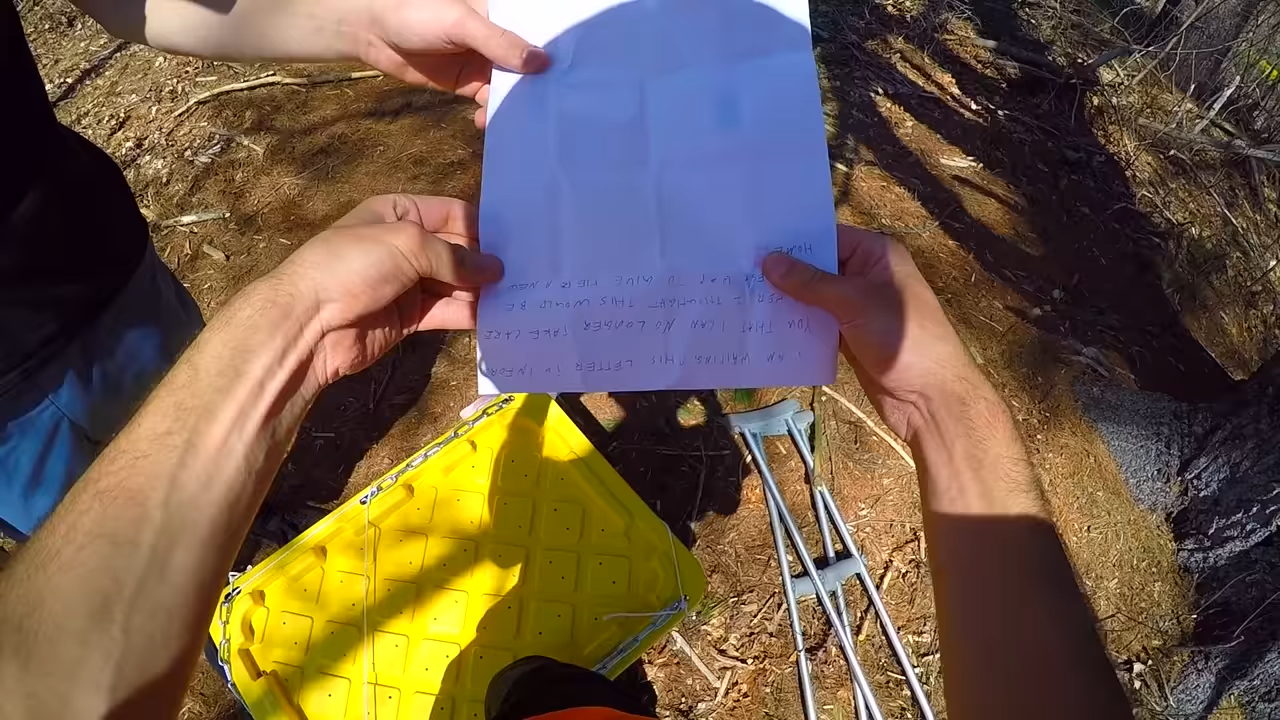 I AM WRITING THIS LETTER to INFORM
YOU THAT I CAN NO LONGER TAKE CARE
HER I THOUGHT THIS WOULD BE
TO GIVE HER A NEW
HOME